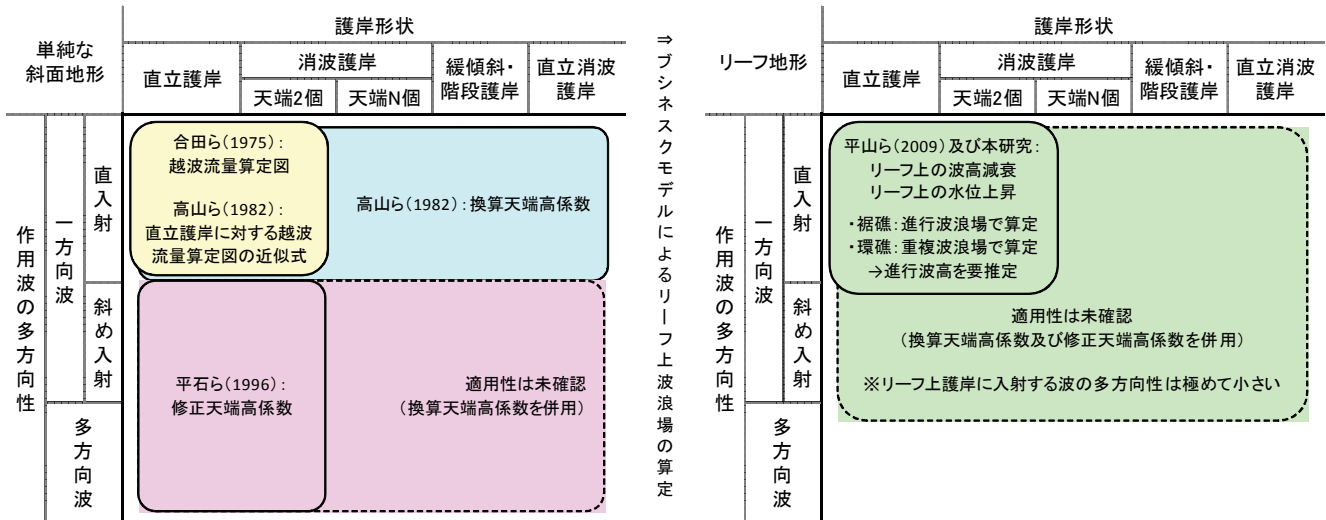 単純な
斜面地形
護岸形状
直立護岸
消波護岸
天端2個
天端N個
緩傾斜・
階段護岸
直立消波
護岸
作用波の多方向性
一方向波
直入射
斜め入射
多方向波
合田ら(1975)：
越波流量算定図
高山ら(1982)：
直立護岸に対する越波
流量算定図の近似式
高山ら(1982)：換算天端高係数
平石ら(1996)：
修正天端高係数
適用性は未確認
(換算天端高係数を併用)
⇒ブシネスクモデルによるリーフ上波浪場の算定
リーフ地形
護岸形状
直立護岸
消波護岸
天端2個
天端N個
緩傾斜・
階段護岸
直立消波
護岸
作用波の多方向性
一方向波
直入射
斜め入射
多方向波
平山ら(2009)及び本研究：
リーフ上の波高減衰
リーフ上の水位上昇
・裾礁：進行波浪場で算定
・環礁：重複波浪場で算定
→進行波高を要推定
適用性は未確認
(換算天端高係数及び修正天端高係数を併用)
※リーフ上護岸に入射する波の多方向性は極めて小さい